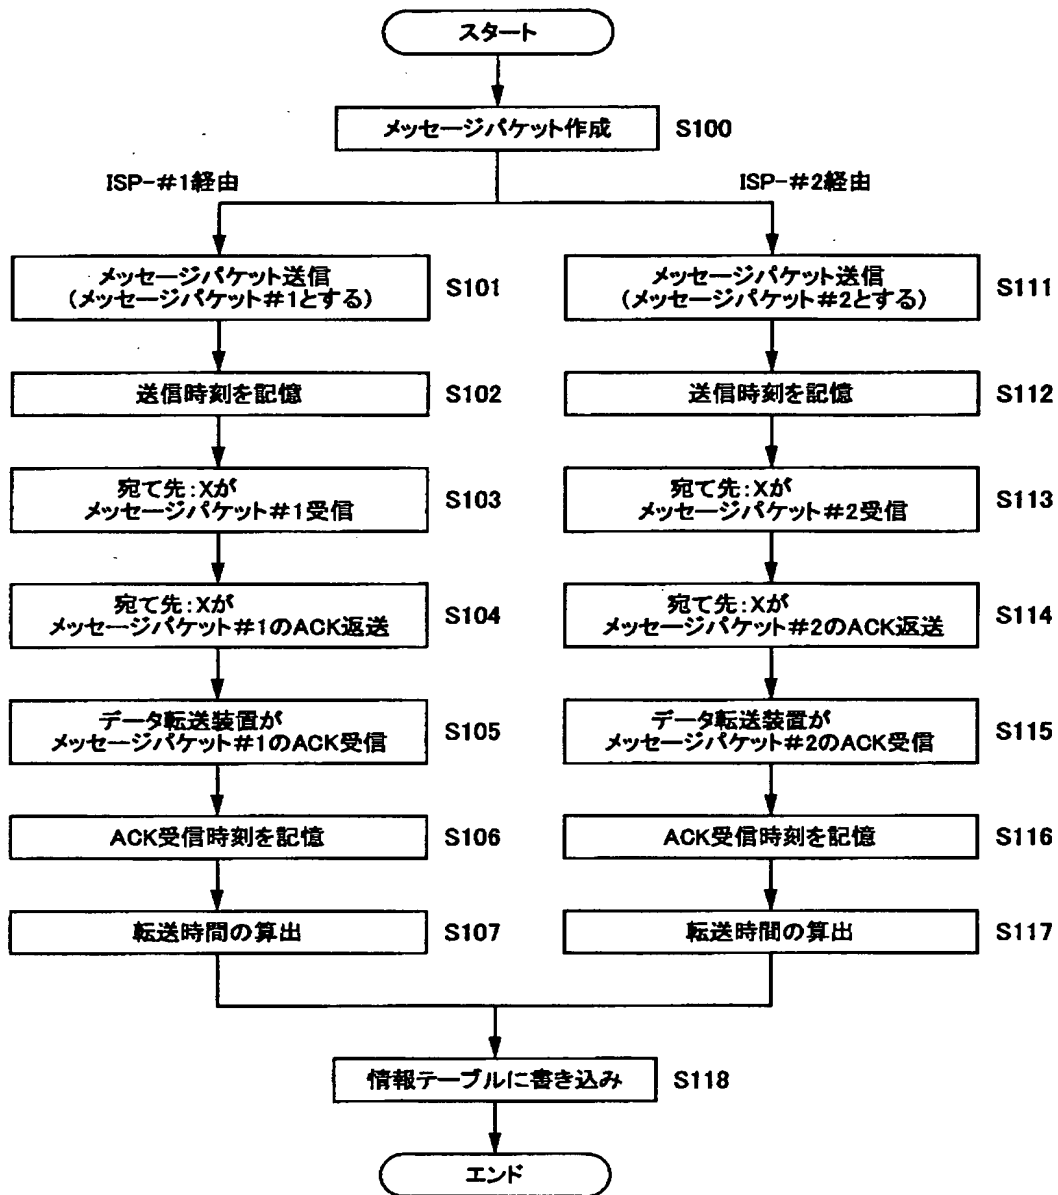 スタート
メッセージパケット作成 S100
ISP-#1経由
メッセージパケット送信
(メッセージパケット#1とする) S101
送信時刻を記憶 S102
宛て先:Xが
メッセージパケット#1受信 S103
宛て先:Xが
メッセージパケット#1のACK返送 S104
データ転送装置が
メッセージパケット#1のACK受信 S105
ACK受信時刻を記憶 S106
転送時間の算出 S107
ISP-#2経由
メッセージパケット送信
(メッセージパケット#2とする) S111
送信時刻を記憶 S112
宛て先:Xが
メッセージパケット#2受信 S113
宛て先:Xが
メッセージパケット#2のACK返送 S114
データ転送装置が
メッセージパケット#2のACK受信 S115
ACK受信時刻を記憶 S116
転送時間の算出 S117
情報テーブルに書き込み S118
エンド